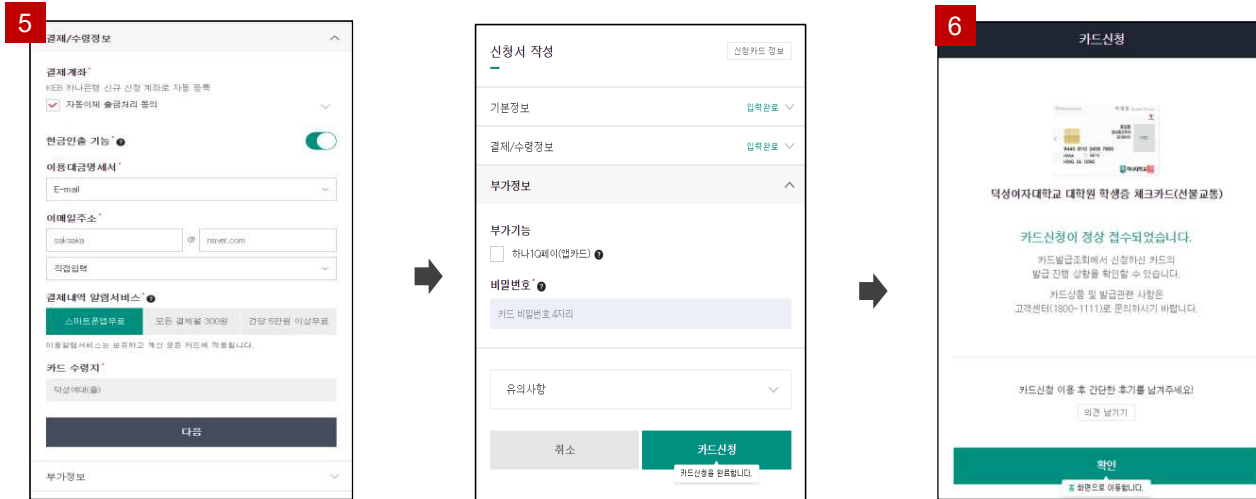 5
결제/수령정보
결제계좌*
KEB 하나은행 신규 신청 계좌로 자동 등록
자동이체 출금처리 동의
현금인출 기능*
이용대금명세서*
E-mail
이메일주소*
saksaka @ naver.com
직접입력
결제내역 알림서비스*
스마트폰앱무료 모든 결제월 300원 건당 5만원 이상무료
이용알림서비스는 보유하고 계신 모든 카드에 적용됩니다.
카드 수령지*
덕성여대(출)
다음
부가정보
신청서 작성 신청카드 정보
기본정보 입력완료
결제/수령정보 입력완료
부가정보
부가기능
하나1Q페이(앱카드)
비밀번호*
카드 비밀번호 4자리
유의사항
취소 카드신청
카드신청을 완료합니다.
6
카드신청
HONG GIL DONG
덕성여자대학교 대학원 학생증 체크카드(선불교통)
카드신청이 정상 접수되었습니다.
카드발급조회에서 신청하신 카드의
발급 진행 상황을 확인할 수 있습니다.
카드상품 및 발급관련 사항은
고객센터(1800-1111)로 문의하시기 바랍니다.
카드신청 이용 후 간단한 후기를 남겨주세요!
의견 남기기
확인
홈 화면으로 이동합니다.